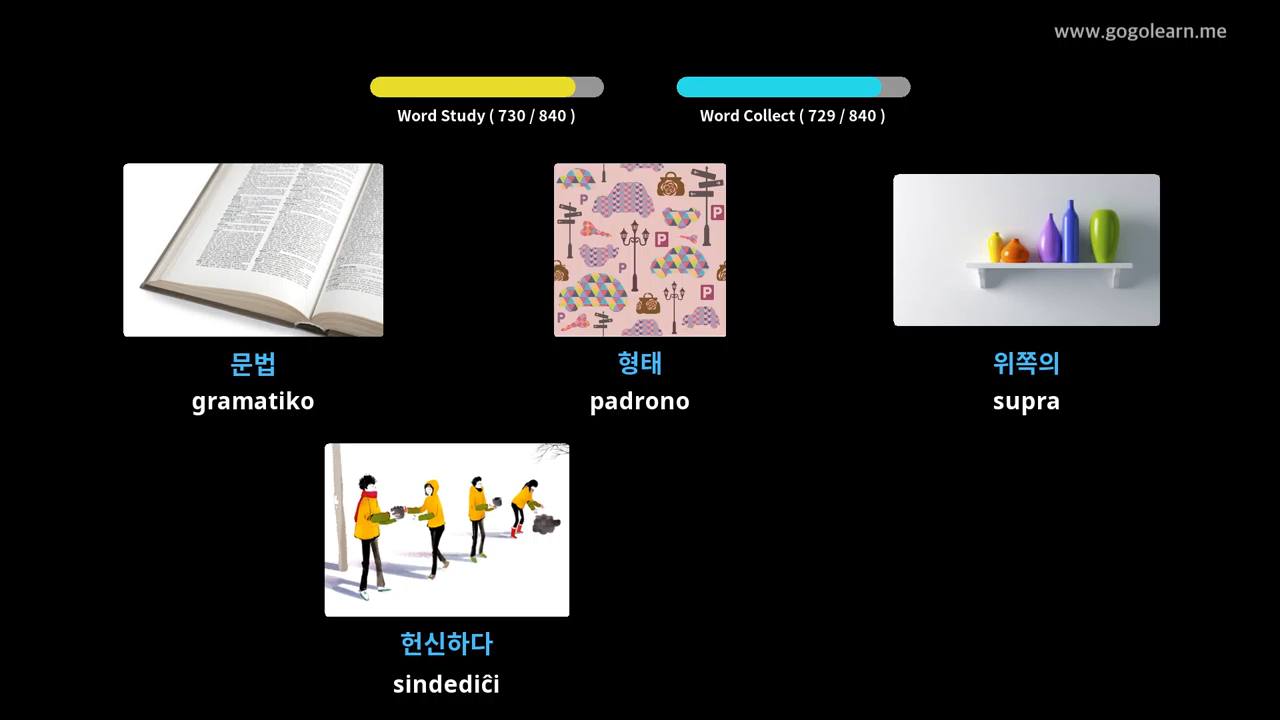 www.gogolearn.me
Word Study ( 730 / 840 )
Word Collect ( 729 / 840 )
P
P
P
P
P
P
문법
gramatiko
형태
padrono
위쪽의
supra
헌신하다
sindediĉi